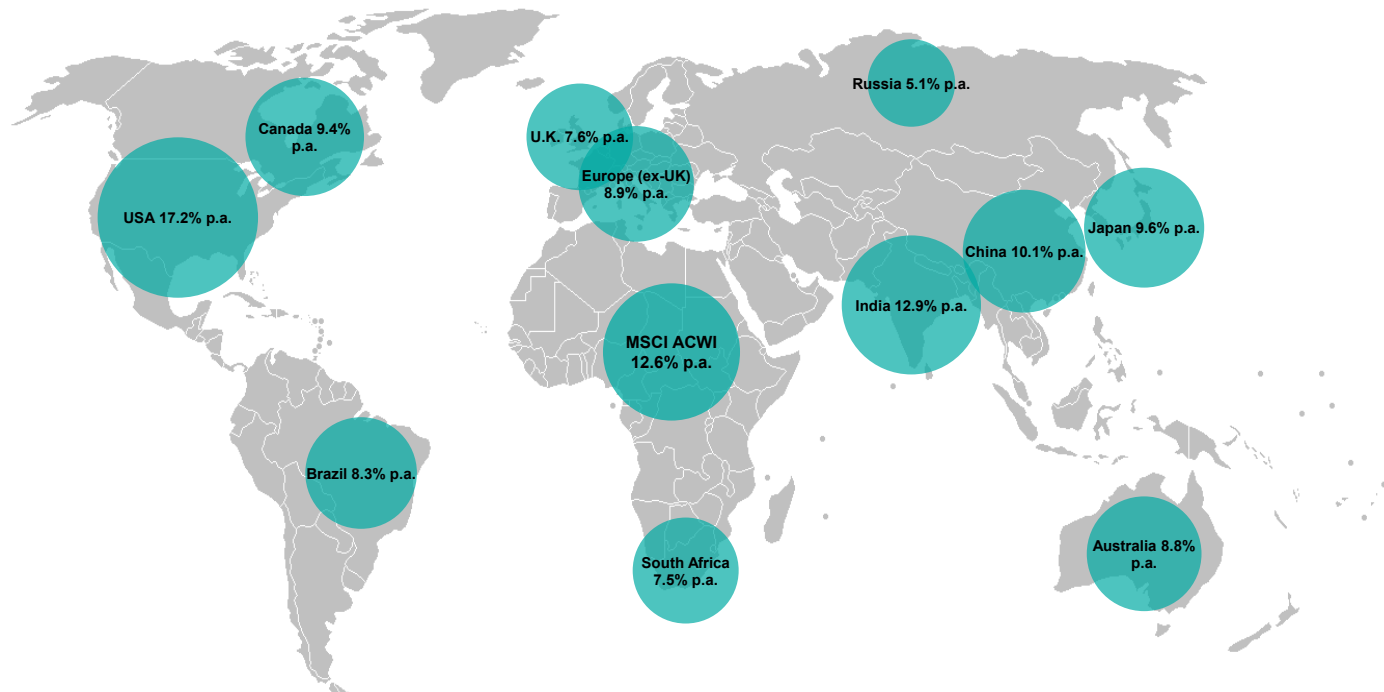 Russia 5.1% p.a.
Canada 9.4%
p.a.
U.K. 7.6% p.a.
Europe (ex-UK)
8.9% p.a.
USA 17.2% p.a.
Japan 9.6% p.a.
China 10.1% p.a.
India 12.9% p.a.
MSCI ACWI
12.6% p.a.
Brazil 8.3% p.a.
South Africa
7.5% p.a.
Australia 8.8%
p.a.